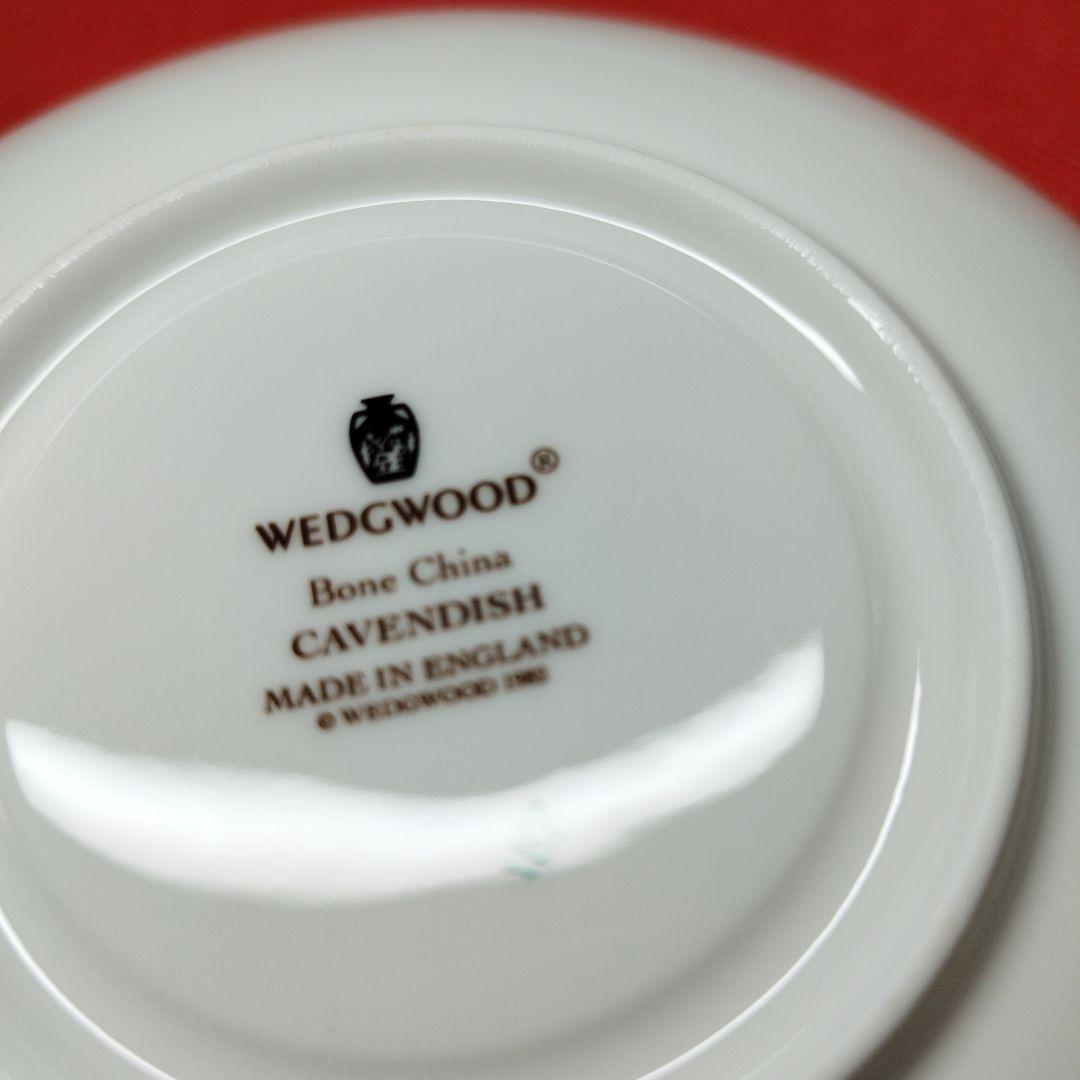 WEDGWOOD®
Bone China
CAVENDISH
MADE IN ENGLAND
© WEDGWOOD